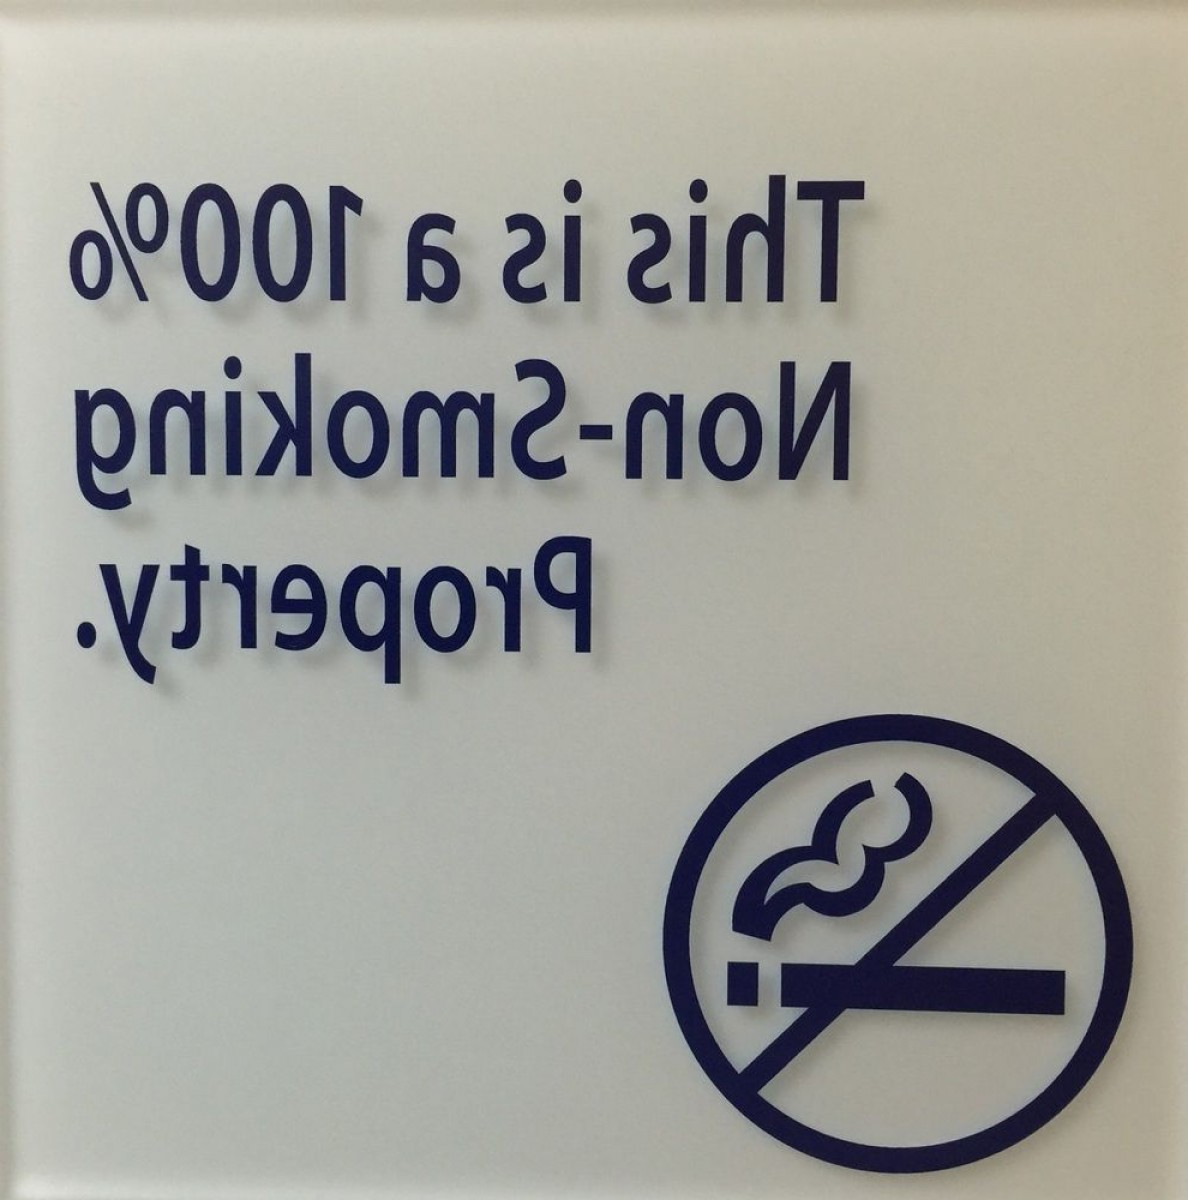 This is a 100%
Non-Smoking
Property.